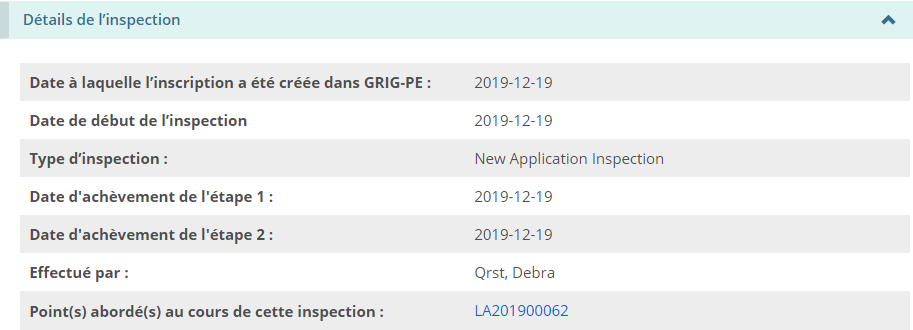 Détails de l’inspection
Date à laquelle l’inscription a été créée dans GRIG-PE : 2019-12-19
Date de début de l’inspection 2019-12-19
Type d’inspection : New Application Inspection
Date d'achèvement de l'étape 1 : 2019-12-19
Date d'achèvement de l'étape 2 : 2019-12-19
Effectué par : Qrst, Debra
Point(s) abordé(s) au cours de cette inspection : LA201900062